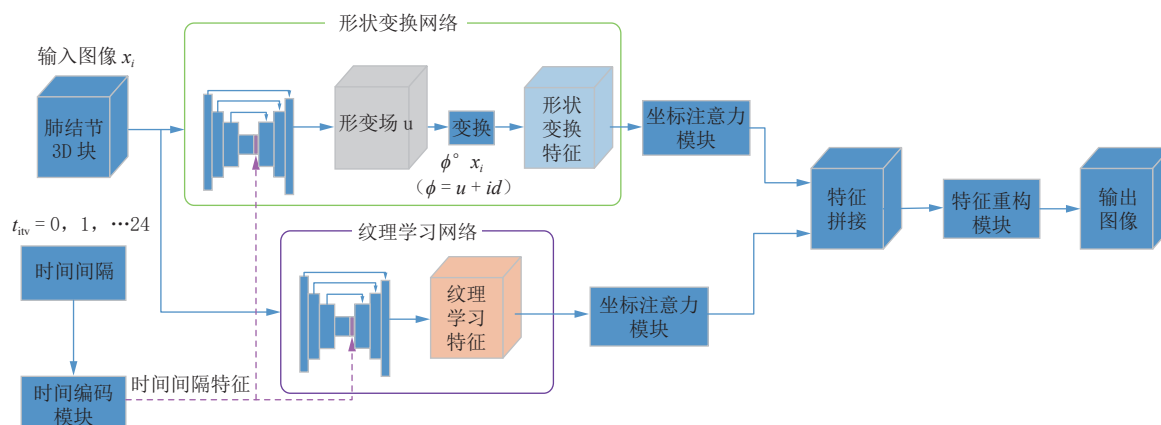 形状变换网络
输入图像 xᵢ
肺结节
3D 块
形变场 u
变换
形状
变换
特征
坐标注意力
模块
ϕ° xᵢ
（ϕ = u + id）
特征
拼接
特征重构
模块
输出
图像
t_itv = 0，1，…24
时间间隔
纹理学习网络
纹理
学习
特征
坐标注意力
模块
时间编码
模块
时间间隔特征